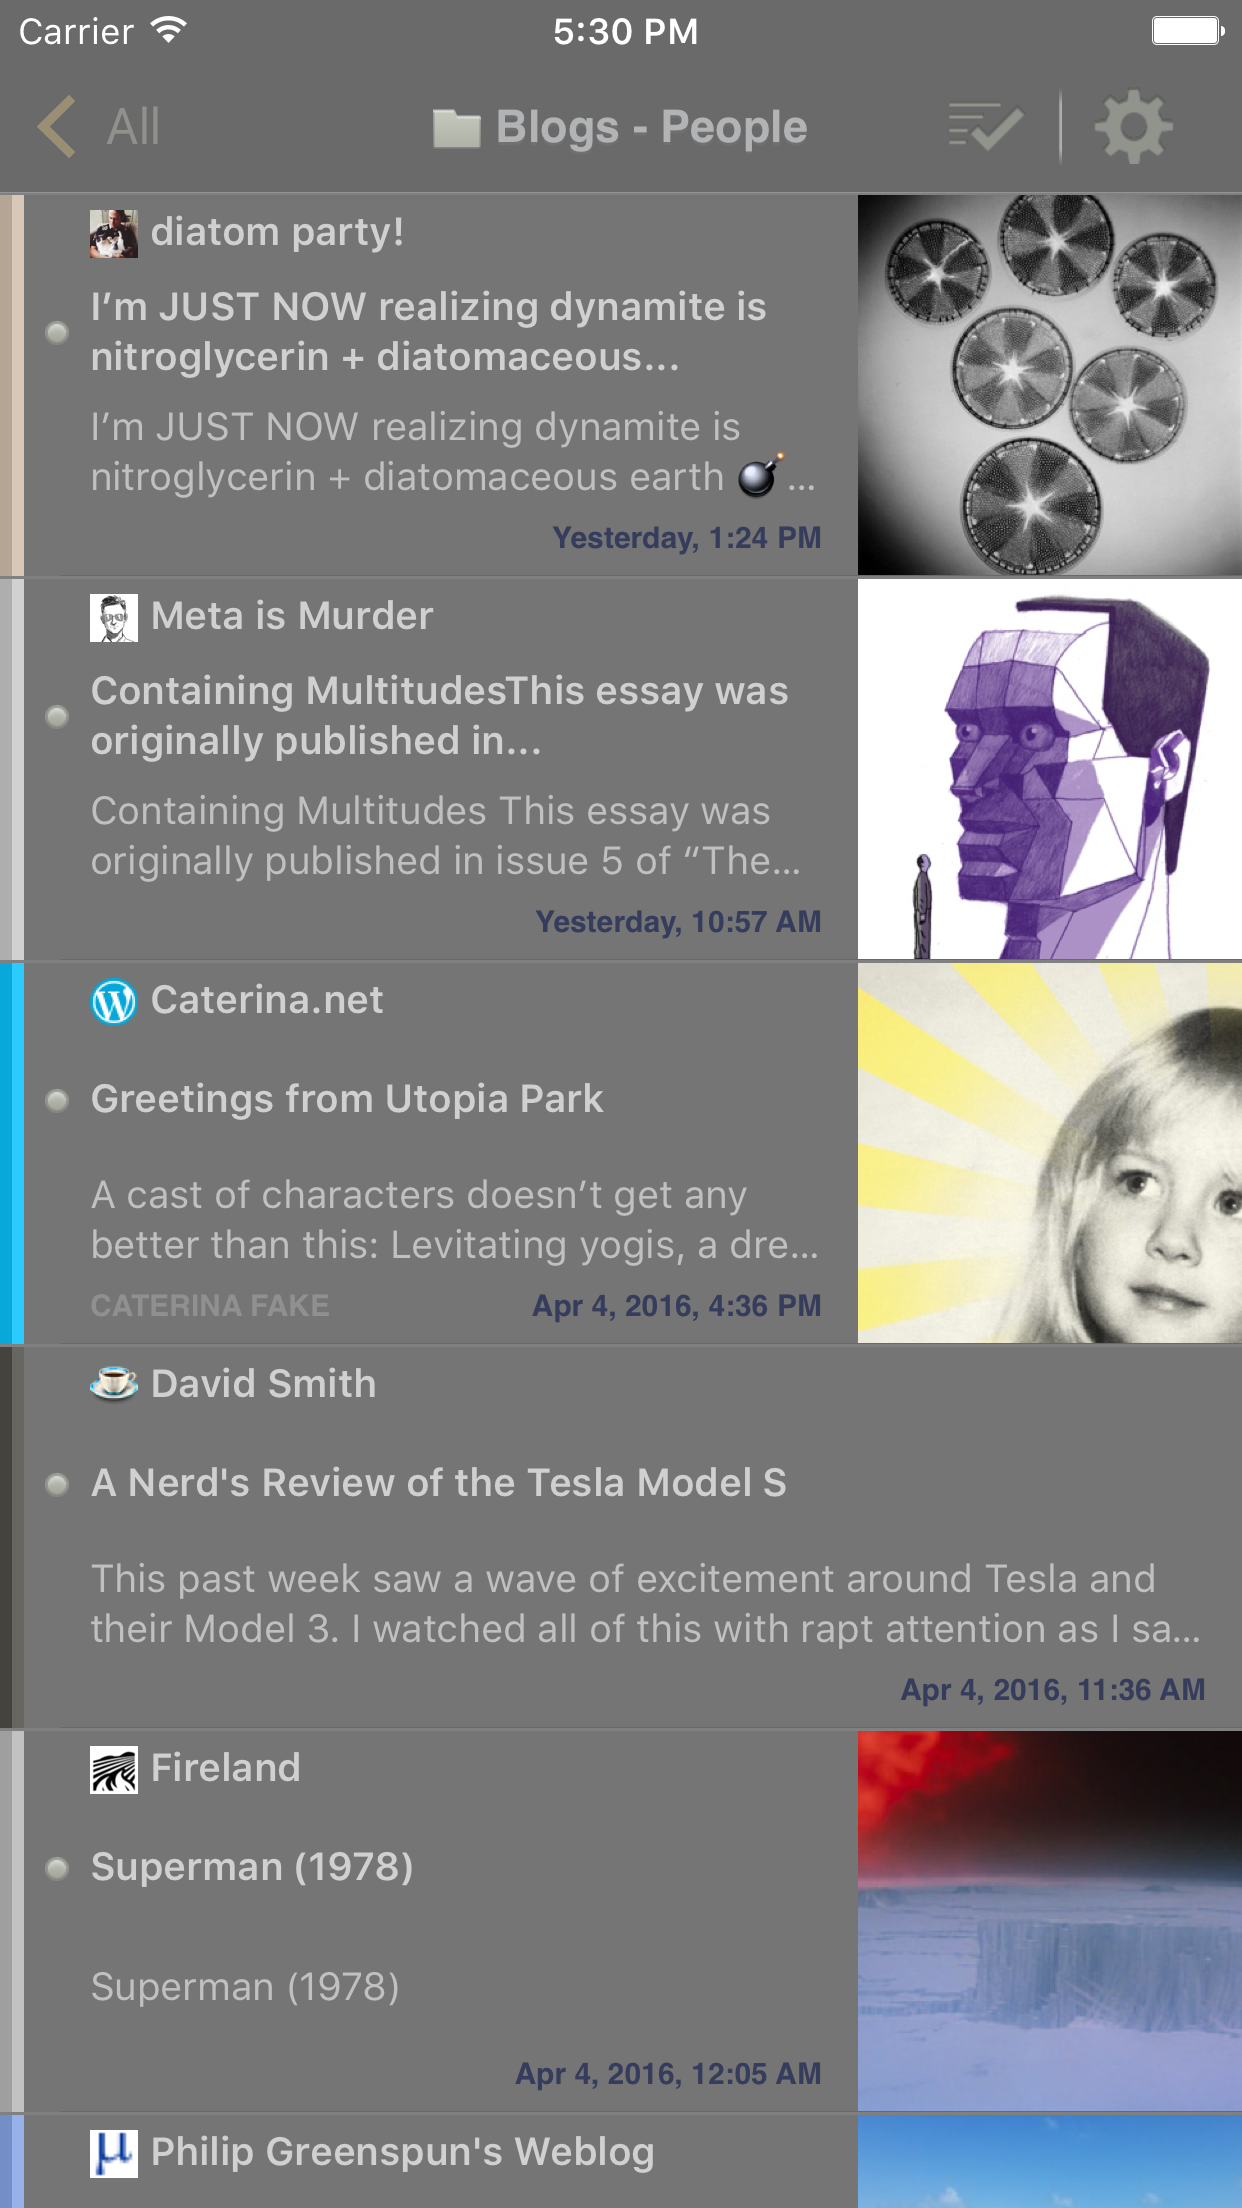 Carrier 5:30 PM
All Blogs - People
diatom party!
I’m JUST NOW realizing dynamite is
nitroglycerin + diatomaceous...
I’m JUST NOW realizing dynamite is
nitroglycerin + diatomaceous earth 💣...
Yesterday, 1:24 PM
Meta is Murder
Containing MultitudesThis essay was
originally published in...
Containing Multitudes This essay was
originally published in issue 5 of “The...
Yesterday, 10:57 AM
Caterina.net
Greetings from Utopia Park
A cast of characters doesn’t get any
better than this: Levitating yogis, a dre...
CATERINA FAKE Apr 4, 2016, 4:36 PM
David Smith
A Nerd's Review of the Tesla Model S
This past week saw a wave of excitement around Tesla and
their Model 3. I watched all of this with rapt attention as I sa...
Apr 4, 2016, 11:36 AM
Fireland
Superman (1978)
Superman (1978)
Apr 4, 2016, 12:05 AM
µ Philip Greenspun's Weblog